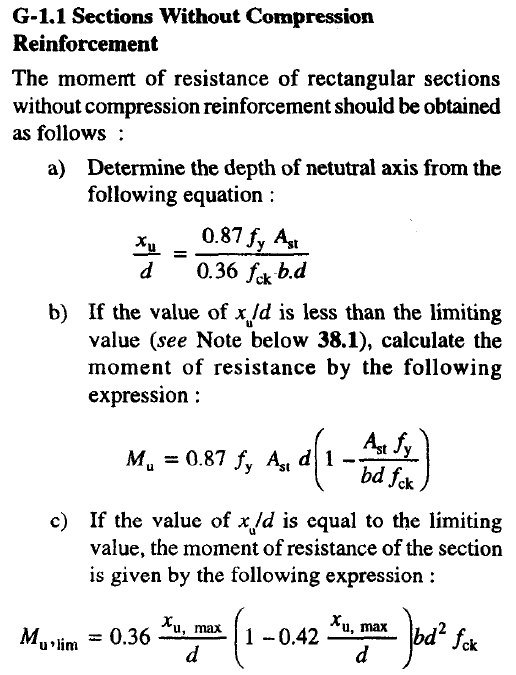 G-1.1 Sections Without Compression
Reinforcement
The moment of resistance of rectangular sections
without compression reinforcement should be obtained
as follows :
a) Determine the depth of netutral axis from the
following equation :
x_u / d = 0.87 f_y A_st / 0.36 f_ck b.d
b) If the value of x_u/d is less than the limiting
value (see Note below 38.1), calculate the
moment of resistance by the following
expression :
M_u = 0.87 f_y A_st d ( 1 - A_st f_y / bd f_ck )
c) If the value of x_u/d is equal to the limiting
value, the moment of resistance of the section
is given by the following expression :
M_u,lim = 0.36 x_u, max / d ( 1 - 0.42 x_u, max / d ) bd² f_ck